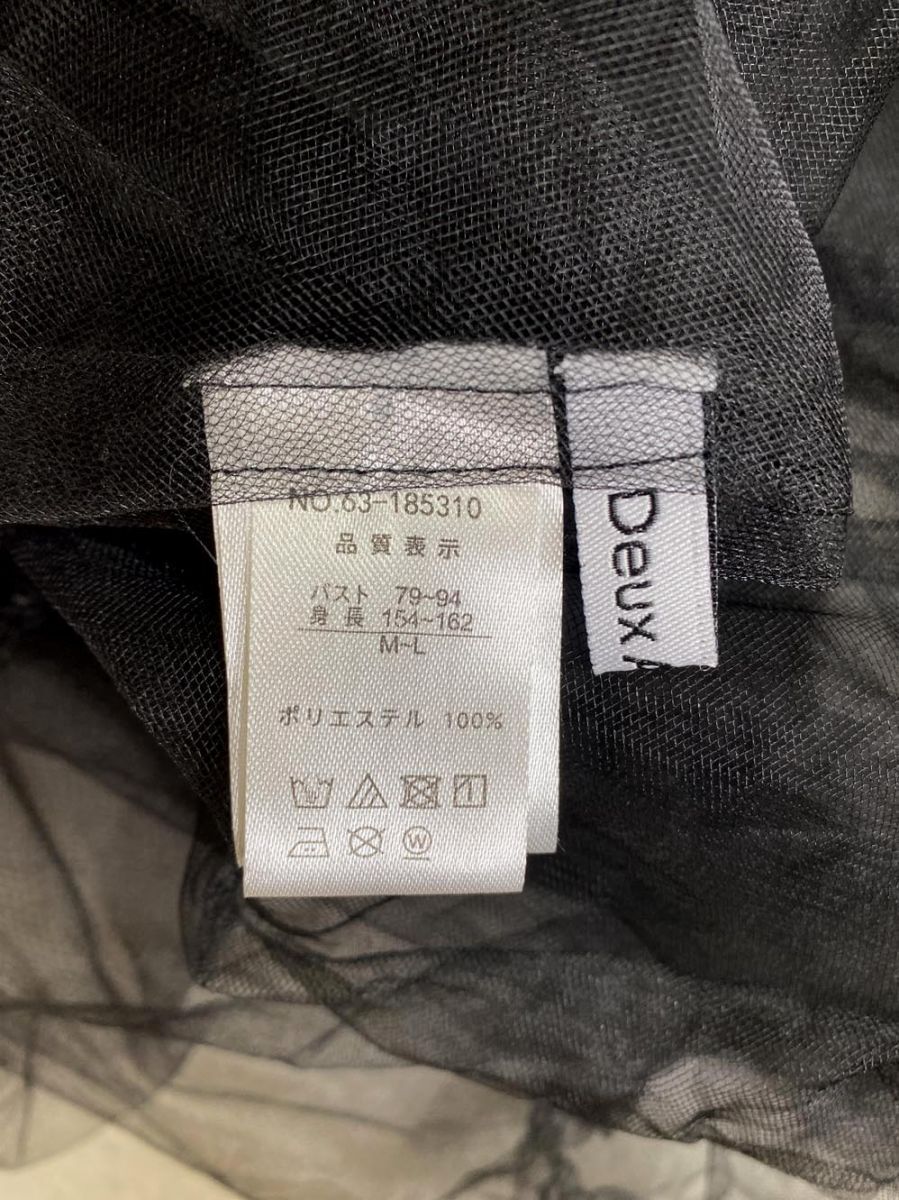 NO.63-185310
品質表示
バスト 79~94
身長 154~162
M~L
ポリエステル 100%
W
Deux A